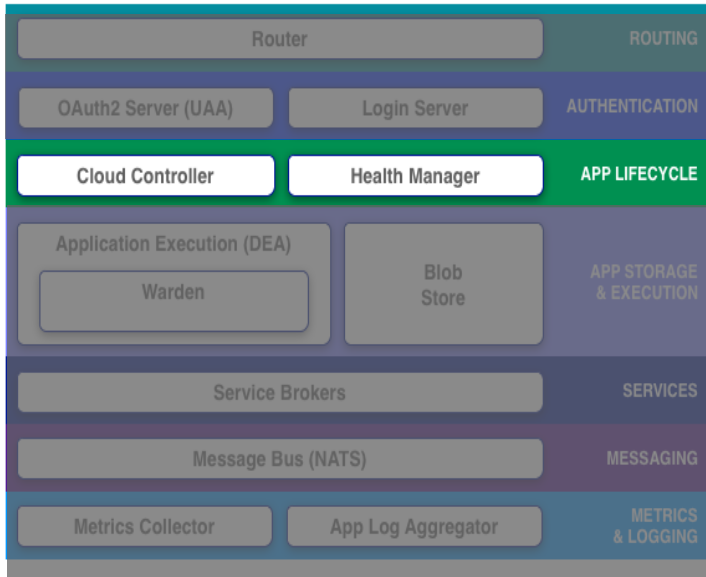 Router
ROUTING
OAuth2 Server (UAA)
Login Server
AUTHENTICATION
Cloud Controller
Health Manager
APP LIFECYCLE
Application Execution (DEA)
Warden
Blob
Store
APP STORAGE
& EXECUTION
Service Brokers
SERVICES
Message Bus (NATS)
MESSAGING
Metrics Collector
App Log Aggregator
METRICS
& LOGGING